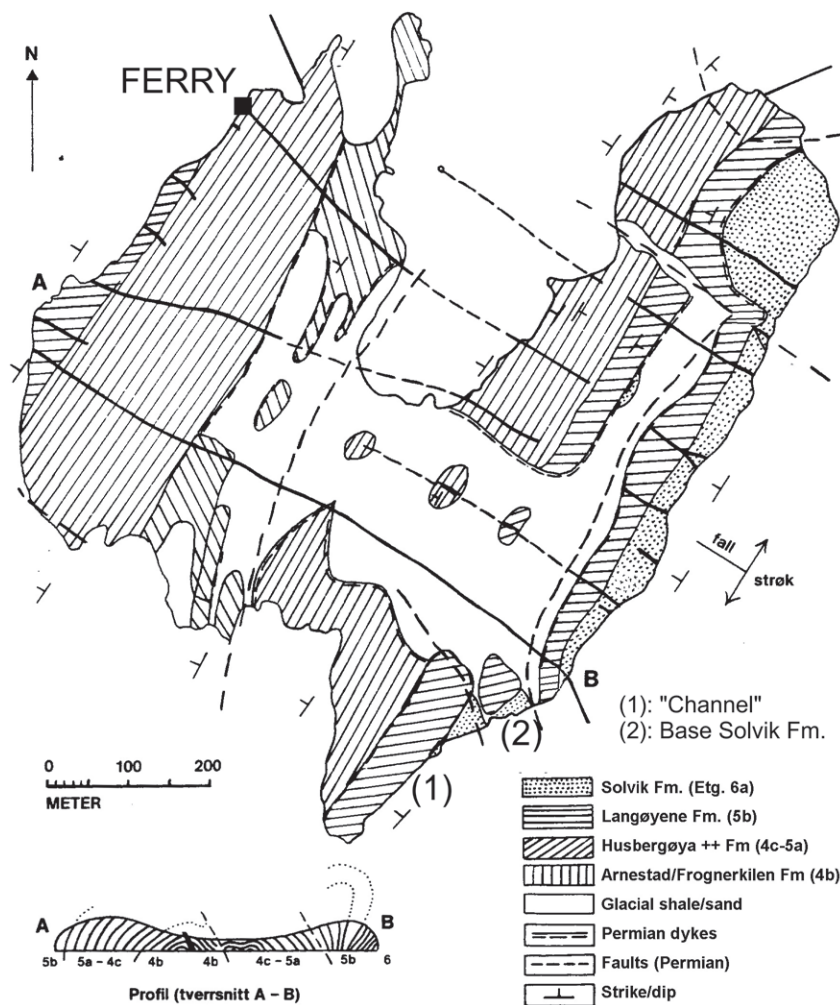 N
FERRY
A
fall
strøk
B
(1): "Channel"
(2): Base Solvik Fm.
(2)
(1)
0 100 200
METER
Solvik Fm. (Etg. 6a)
Langøyene Fm. (5b)
Husbergøya ++ Fm (4c-5a)
Arnestad/Frognerkilen Fm (4b)
Glacial shale/sand
Permian dykes
Faults (Permian)
Strike/dip
A B
5b 5a – 4c 4b 4b 4c – 5a 5b 6
Profil (tverrsnitt A – B)